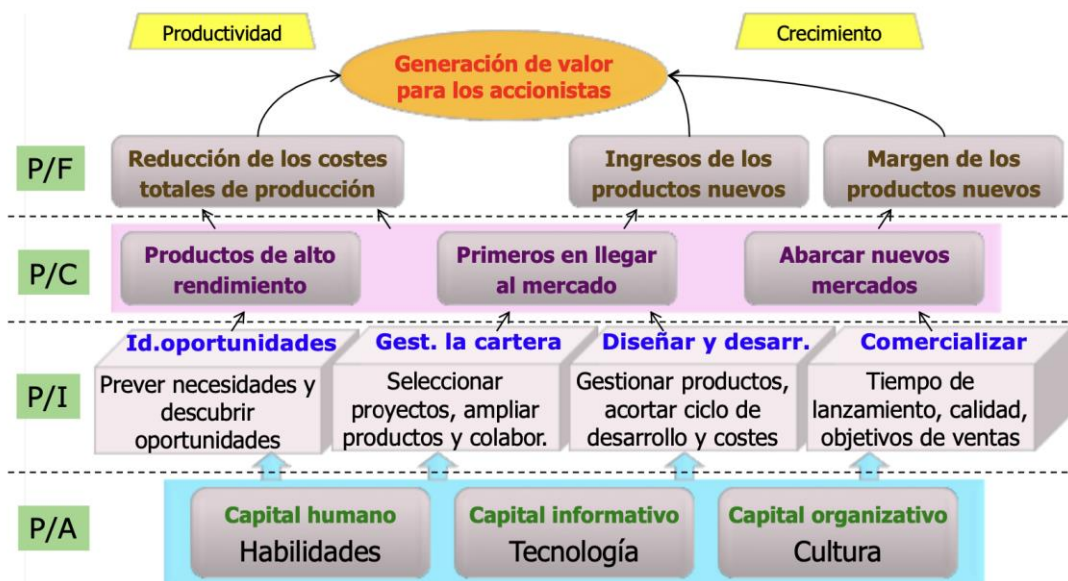 Productividad
Crecimiento
Generación de valor
para los accionistas
P/F
Reducción de los costes
totales de producción
Ingresos de los
productos nuevos
Margen de los
productos nuevos
P/C
Productos de alto
rendimiento
Primeros en llegar
al mercado
Abarcar nuevos
mercados
P/I
Id.oportunidades
Prever necesidades y
descubrir
oportunidades
Gest. la cartera
Seleccionar
proyectos, ampliar
productos y colabor.
Diseñar y desarr.
Gestionar productos,
acortar ciclo de
desarrollo y costes
Comercializar
Tiempo de
lanzamiento, calidad,
objetivos de ventas
P/A
Capital humano
Habilidades
Capital informativo
Tecnología
Capital organizativo
Cultura